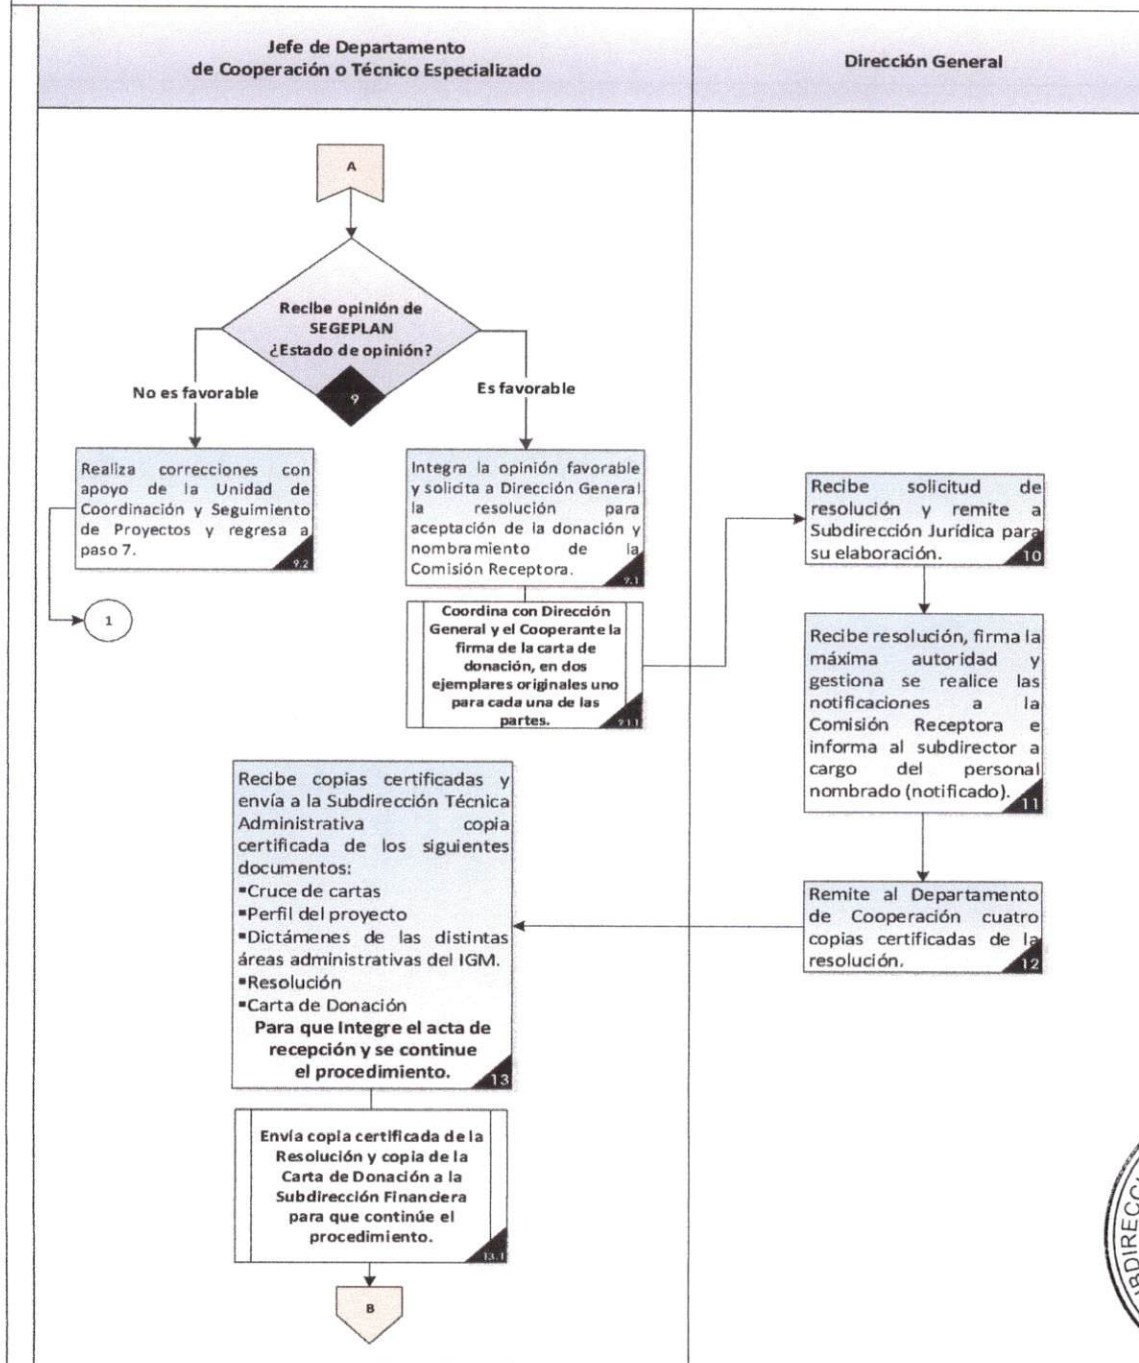 Jefe de Departamento
de Cooperación o Técnico Especializado
Dirección General
A
Recibe opinión de
SEGEPLAN
¿Estado de opinión?
9
No es favorable
Es favorable
Realiza correcciones con
apoyo de la Unidad de
Coordinación y Seguimiento
de Proyectos y regresa a
paso 7.
9.2
1
Integra la opinión favorable
y solicita a Dirección General
la resolución para
aceptación de la donación y
nombramiento de la
Comisión Receptora.
9.1
Coordina con Dirección
General y el Cooperante la
firma de la carta de
donación, en dos
ejemplares originales uno
para cada una de las
partes.
9.1.1
Recibe solicitud de
resolución y remite a
Subdirección Jurídica para
su elaboración.
10
Recibe resolución, firma la
máxima autoridad y
gestiona se realice las
notificaciones a la
Comisión Receptora e
informa al subdirector a
cargo del personal
nombrado (notificado).
11
Remite al Departamento
de Cooperación cuatro
copias certificadas de la
resolución.
12
Recibe copias certificadas y
envía a la Subdirección Técnica
Administrativa copia
certificada de los siguientes
documentos:
▪Cruce de cartas
▪Perfil del proyecto
▪Dictámenes de las distintas
áreas administrativas del IGM.
▪Resolución
▪Carta de Donación
Para que Integre el acta de
recepción y se continue
el procedimiento.
13
Envía copia certificada de la
Resolución y copia de la
Carta de Donación a la
Subdirección Financiera
para que continúe el
procedimiento.
13.1
B